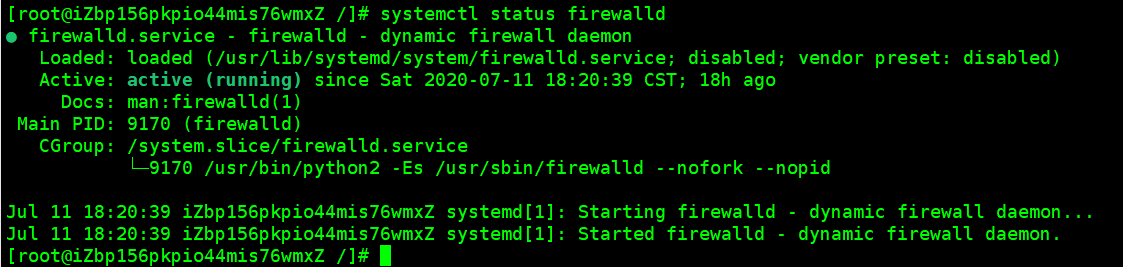 [root@iZbp156pkpio44mis76wmxZ /]# systemctl status firewalld
● firewalld.service - firewalld - dynamic firewall daemon
   Loaded: loaded (/usr/lib/systemd/system/firewalld.service; disabled; vendor preset: disabled)
   Active: active (running) since Sat 2020-07-11 18:20:39 CST; 18h ago
     Docs: man:firewalld(1)
 Main PID: 9170 (firewalld)
   CGroup: /system.slice/firewalld.service
           └─9170 /usr/bin/python2 -Es /usr/sbin/firewalld --nofork --nopid

Jul 11 18:20:39 iZbp156pkpio44mis76wmxZ systemd[1]: Starting firewalld - dynamic firewall daemon...
Jul 11 18:20:39 iZbp156pkpio44mis76wmxZ systemd[1]: Started firewalld - dynamic firewall daemon.
[root@iZbp156pkpio44mis76wmxZ /]#